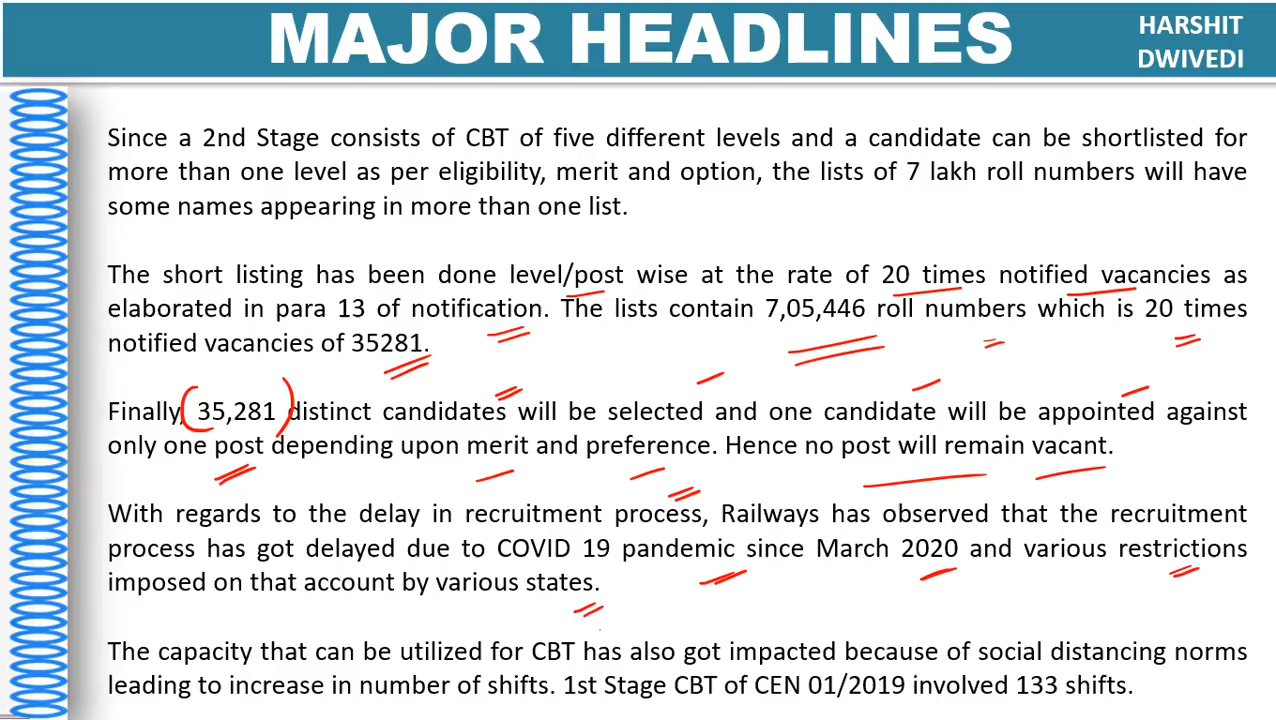 MAJOR HEADLINES
HARSHIT
DWIVEDI
Since a 2nd Stage consists of CBT of five different levels and a candidate can be shortlisted for
more than one level as per eligibility, merit and option, the lists of 7 lakh roll numbers will have
some names appearing in more than one list.
The short listing has been done level/post wise at the rate of 20 times notified vacancies as
elaborated in para 13 of notification. The lists contain 7,05,446 roll numbers which is 20 times
notified vacancies of 35281.
Finally, 35,281 distinct candidates will be selected and one candidate will be appointed against
only one post depending upon merit and preference. Hence no post will remain vacant.
With regards to the delay in recruitment process, Railways has observed that the recruitment
process has got delayed due to COVID 19 pandemic since March 2020 and various restrictions
imposed on that account by various states.
The capacity that can be utilized for CBT has also got impacted because of social distancing norms
leading to increase in number of shifts. 1st Stage CBT of CEN 01/2019 involved 133 shifts.